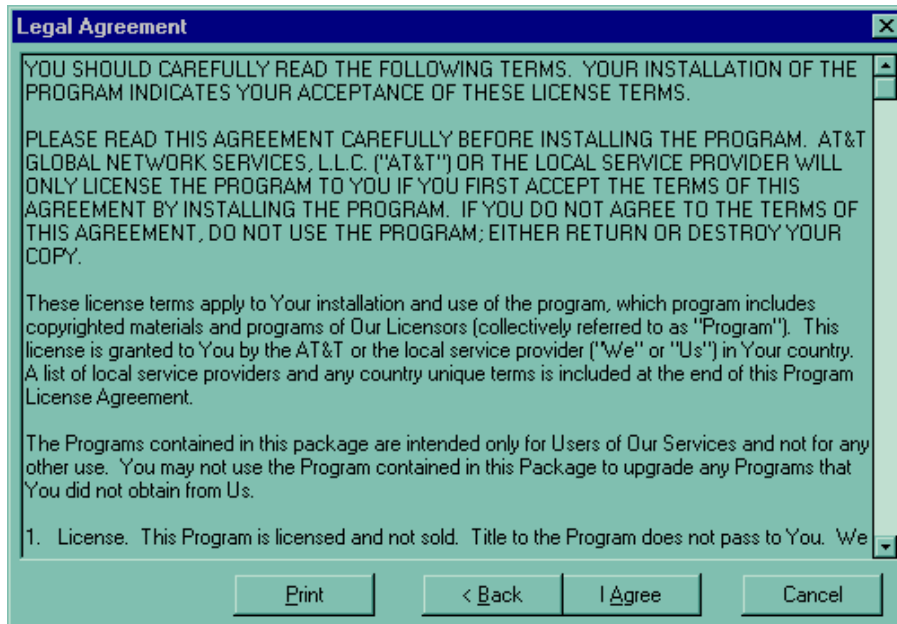 Legal Agreement
YOU SHOULD CAREFULLY READ THE FOLLOWING TERMS.  YOUR INSTALLATION OF THE
PROGRAM INDICATES YOUR ACCEPTANCE OF THESE LICENSE TERMS.
PLEASE READ THIS AGREEMENT CAREFULLY BEFORE INSTALLING THE PROGRAM.  AT&T
GLOBAL NETWORK SERVICES, L.L.C. ("AT&T") OR THE LOCAL SERVICE PROVIDER WILL
ONLY LICENSE THE PROGRAM TO YOU IF YOU FIRST ACCEPT THE TERMS OF THIS
AGREEMENT BY INSTALLING THE PROGRAM.  IF YOU DO NOT AGREE TO THE TERMS OF
THIS AGREEMENT, DO NOT USE THE PROGRAM; EITHER RETURN OR DESTROY YOUR
COPY.
These license terms apply to Your installation and use of the program, which program includes
copyrighted materials and programs of Our Licensors (collectively referred to as "Program").  This
license is granted to You by the AT&T or the local service provider ("We" or "Us") in Your country.
A list of local service providers and any country unique terms is included at the end of this Program
License Agreement.
The Programs contained in this package are intended only for Users of Our Services and not for any
other use.  You may not use the Program contained in this Package to upgrade any Programs that
You did not obtain from Us.
1.  License.  This Program is licensed and not sold.  Title to the Program does not pass to You.  We
Print
< Back
I Agree
Cancel